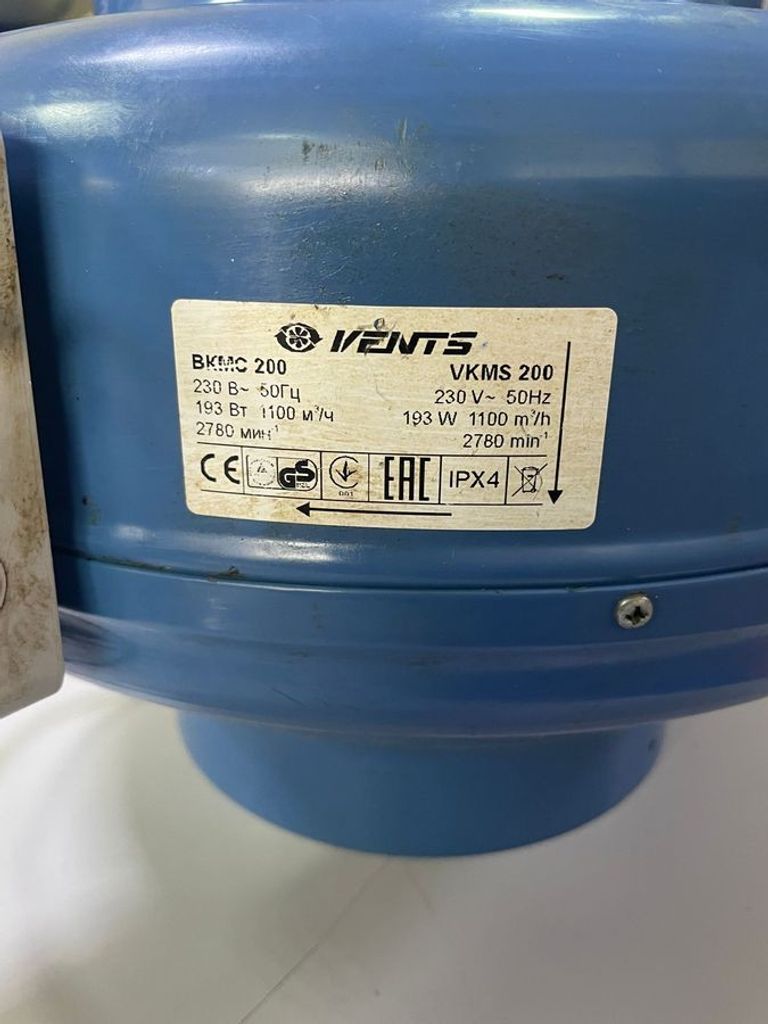 VENTS
ВКМС 200
230 В~ 50Гц
193 Вт 1100 м³/ч
2780 мин⁻¹
VKMS 200
230 V~ 50Hz
193 W 1100 m³/h
2780 min⁻¹
CE GS 001 EAC IPX4